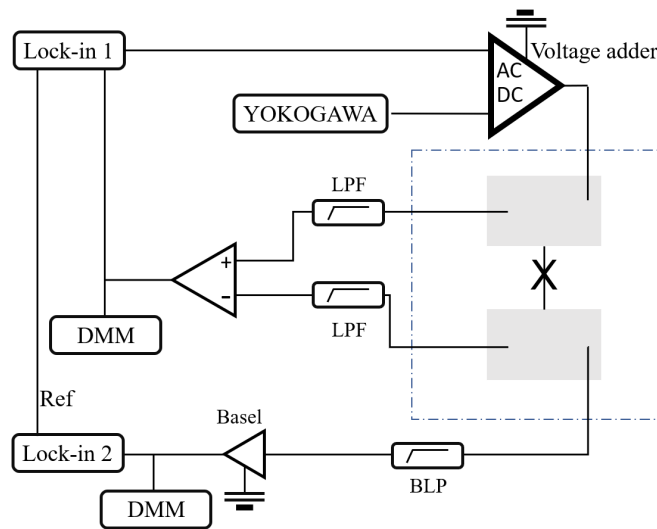 Lock-in 1
AC
DC
Voltage adder
YOKOGAWA
LPF
+
-
LPF
X
DMM
Ref
Basel
Lock-in 2
BLP
DMM